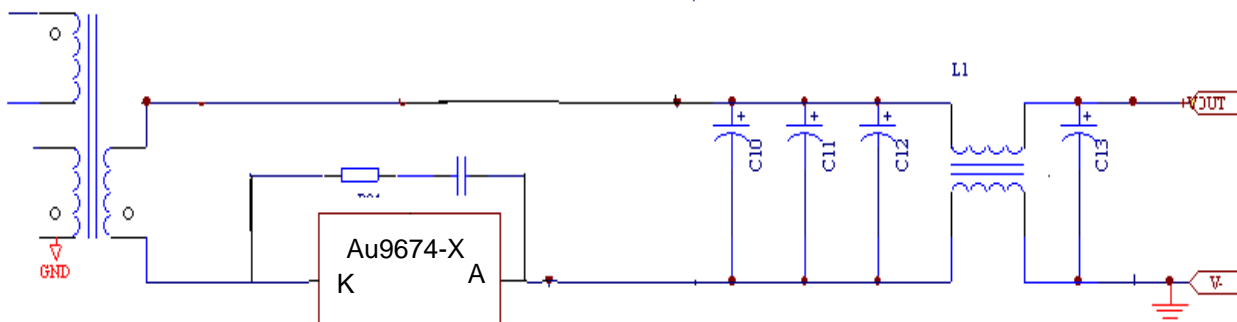 L1
+VOUT
C10
C11
C12
C13
Au9674-X
K
A
GND
V-